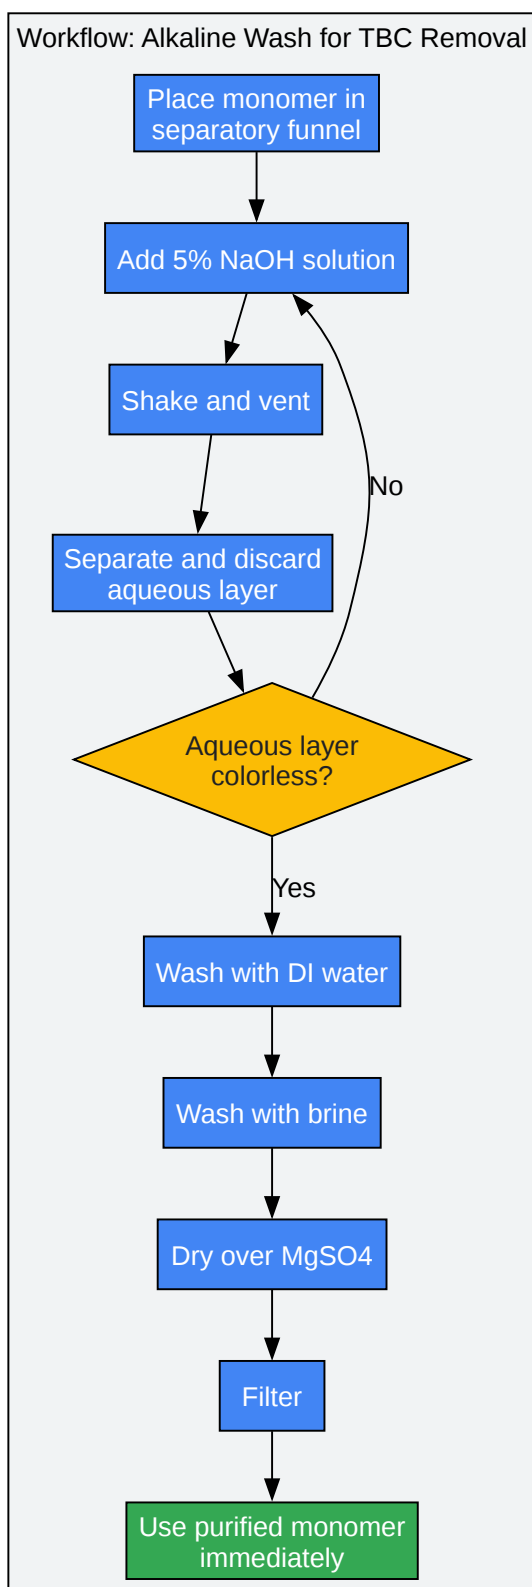 Workflow: Alkaline Wash for TBC Removal
Place monomer in
separatory funnel
Add 5% NaOH solution
Shake and vent
No
Separate and discard
aqueous layer
Aqueous layer
colorless?
Yes
Wash with DI water
Wash with brine
Dry over MgSO4
Filter
Use purified monomer
immediately